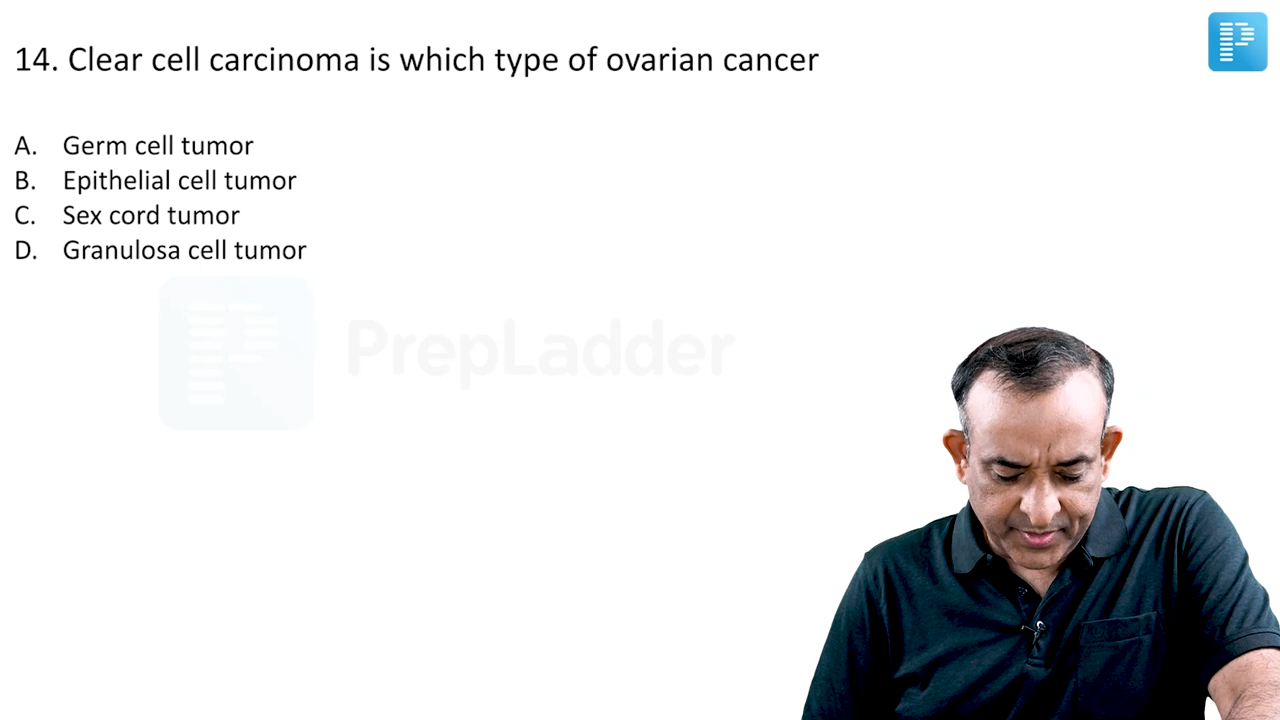 14. Clear cell carcinoma is which type of ovarian cancer
A. Germ cell tumor
B. Epithelial cell tumor
C. Sex cord tumor
D. Granulosa cell tumor
PrepLadder